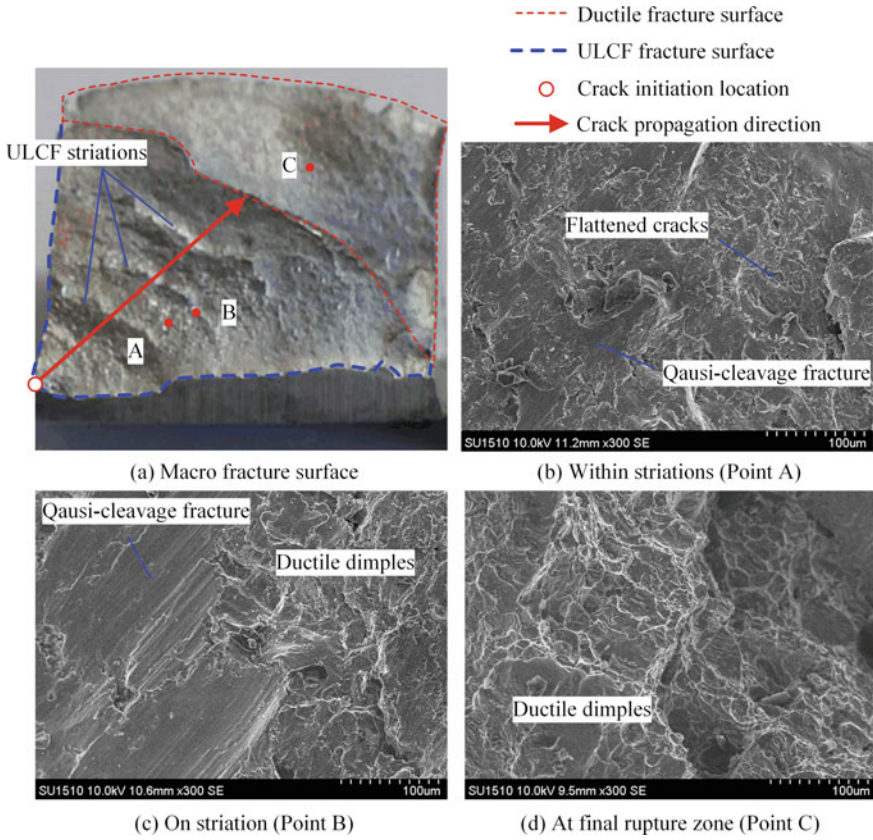 Ductile fracture surface
ULCF fracture surface
Crack initiation location
Crack propagation direction
ULCF striations
C
B
A
(a) Macro fracture surface
Flattened cracks
Qausi-cleavage fracture
SU1510 10.0kV 11.2mm x300 SE
100um
(b) Within striations (Point A)
Qausi-cleavage fracture
Ductile dimples
SU1510 10.0kV 10.6mm x300 SE
100um
(c) On striation (Point B)
Ductile dimples
SU1510 10.0kV 9.5mm x300 SE
100um
(d) At final rupture zone (Point C)